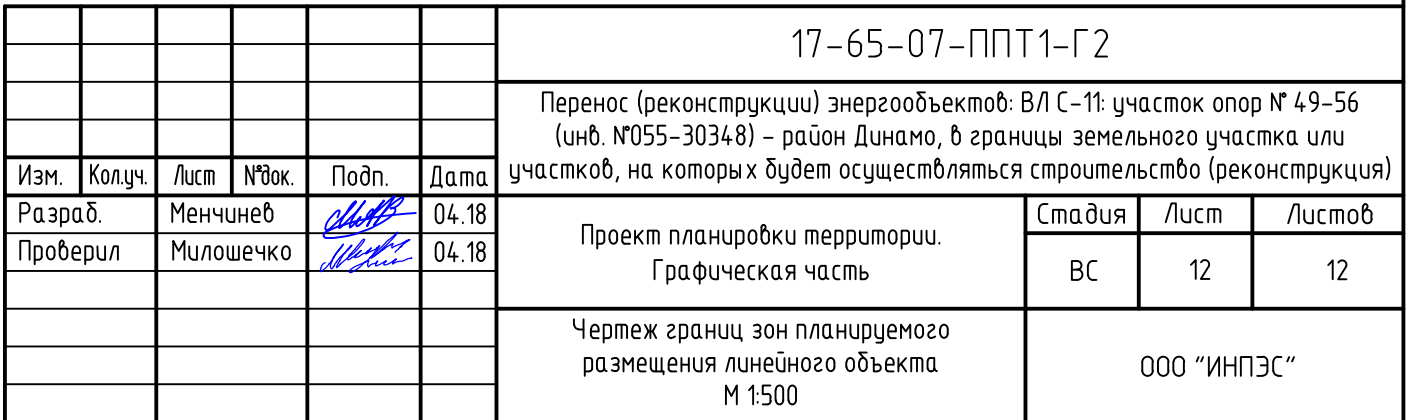 17-65-07-ППТ1-Г2
Перенос (реконструкции) энергообъектов: ВЛ С-11: участок опор № 49-56
(инв. №055-30348) - район Динамо, в границы земельного участка или
участков, на которых будет осуществляться строительство (реконструкция)
Изм. Кол.уч. Лист №док. Подп. Дата
Разраб. Менчинев 04.18
Проверил Милошечко 04.18
Проект планировки территории.
Графическая часть
Стадия Лист Листов
ВС 12 12
Чертеж границ зон планируемого
размещения линейного объекта
М 1:500
ООО "ИНПЭС"